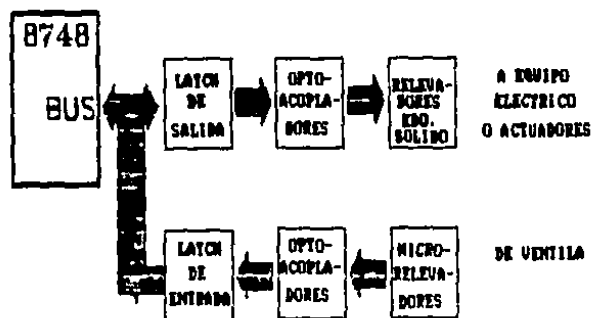 8748
BUS
LATCH
DE
SALIDA
OPTO-
ACOPLA-
DORES
RELEVA-
DORES
EDO.
SOLIDO
A EQUIPO
ELECTRICO
O ACTUADORES
LATCH
DE
ENTRADA
OPTO-
ACOPLA-
DORES
MICRO-
RELEVA-
DORES
DE VENTILA